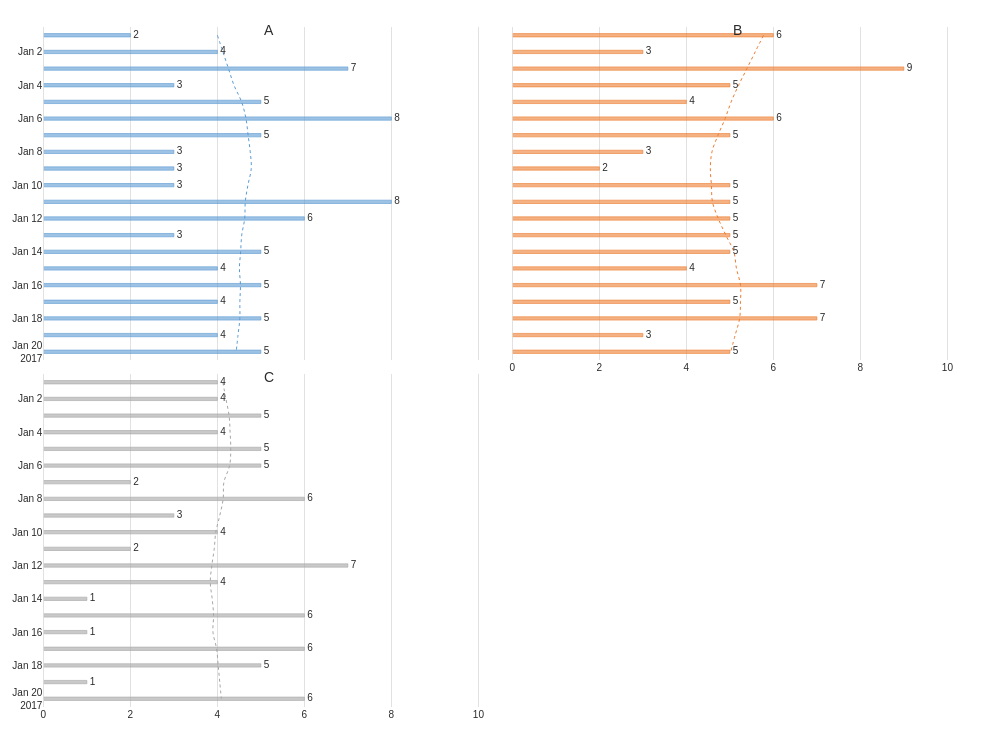 A
2
Jan 2 4
7
Jan 4 3
5
Jan 6 8
5
Jan 8 3
3
Jan 10 3
8
Jan 12 6
3
Jan 14 5
4
Jan 16 5
4
Jan 18 5
4
Jan 20 5
2017
B
6
3
9
5
4
6
5
3
2
5
5
5
5
5
4
7
5
7
3
5
0 2 4 6 8 10
C
4
Jan 2 4
5
Jan 4 4
5
Jan 6 5
2
Jan 8 6
3
Jan 10 4
2
Jan 12 7
4
Jan 14 1
6
Jan 16 1
6
Jan 18 5
1
Jan 20 6
2017
0 2 4 6 8 10